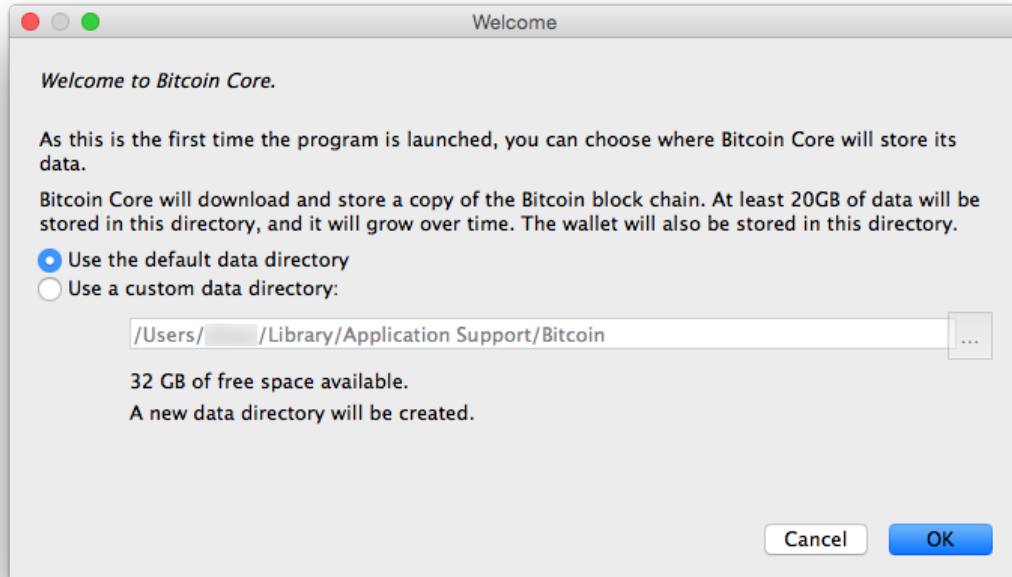 Welcome
Welcome to Bitcoin Core.
As this is the first time the program is launched, you can choose where Bitcoin Core will store its
data.
Bitcoin Core will download and store a copy of the Bitcoin block chain. At least 20GB of data will be
stored in this directory, and it will grow over time. The wallet will also be stored in this directory.
Use the default data directory
Use a custom data directory:
/Users/ /Library/Application Support/Bitcoin
...
32 GB of free space available.
A new data directory will be created.
Cancel OK